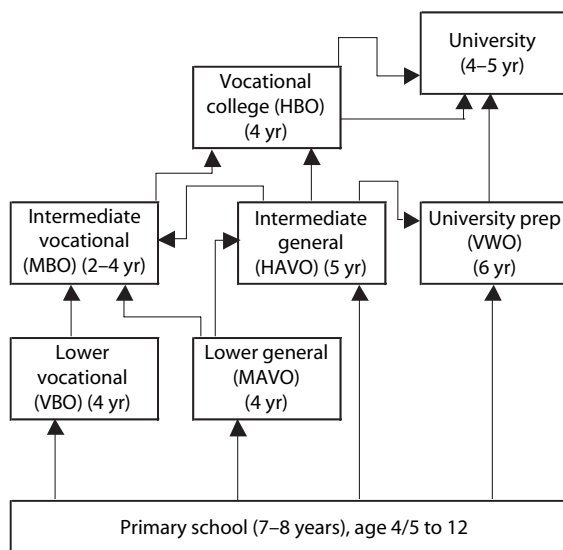 University
(4–5 yr)
Vocational
college (HBO)
(4 yr)
Intermediate
vocational
(MBO) (2–4 yr)
Intermediate
general
(HAVO) (5 yr)
University prep
(VWO)
(6 yr)
Lower
vocational
(VBO) (4 yr)
Lower general
(MAVO)
(4 yr)
Primary school (7–8 years), age 4/5 to 12